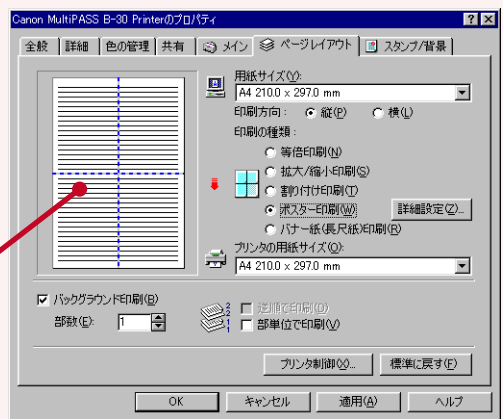 Canon MultiPASS B-30 Printerのプロパティ
全般 詳細 色の管理 共有 メイン ページレイアウト スタンプ/背景
用紙サイズ(Y):
A4 210.0 x 297.0 mm
印刷方向: 縦(P) 横(L)
印刷の種類:
等倍印刷(N)
拡大/縮小印刷(S)
割り付け印刷(T)
ポスター印刷(W) 詳細設定(Z)...
バナー紙(長尺紙)印刷(R)
プリンタの用紙サイズ(O):
A4 210.0 x 297.0 mm
バックグラウンド印刷(B)
部数(E): 1
逆順で印刷(D)
部単位で印刷(V)
プリンタ制御(X)... 標準に戻す(F)
OK キャンセル 適用(A) ヘルプ